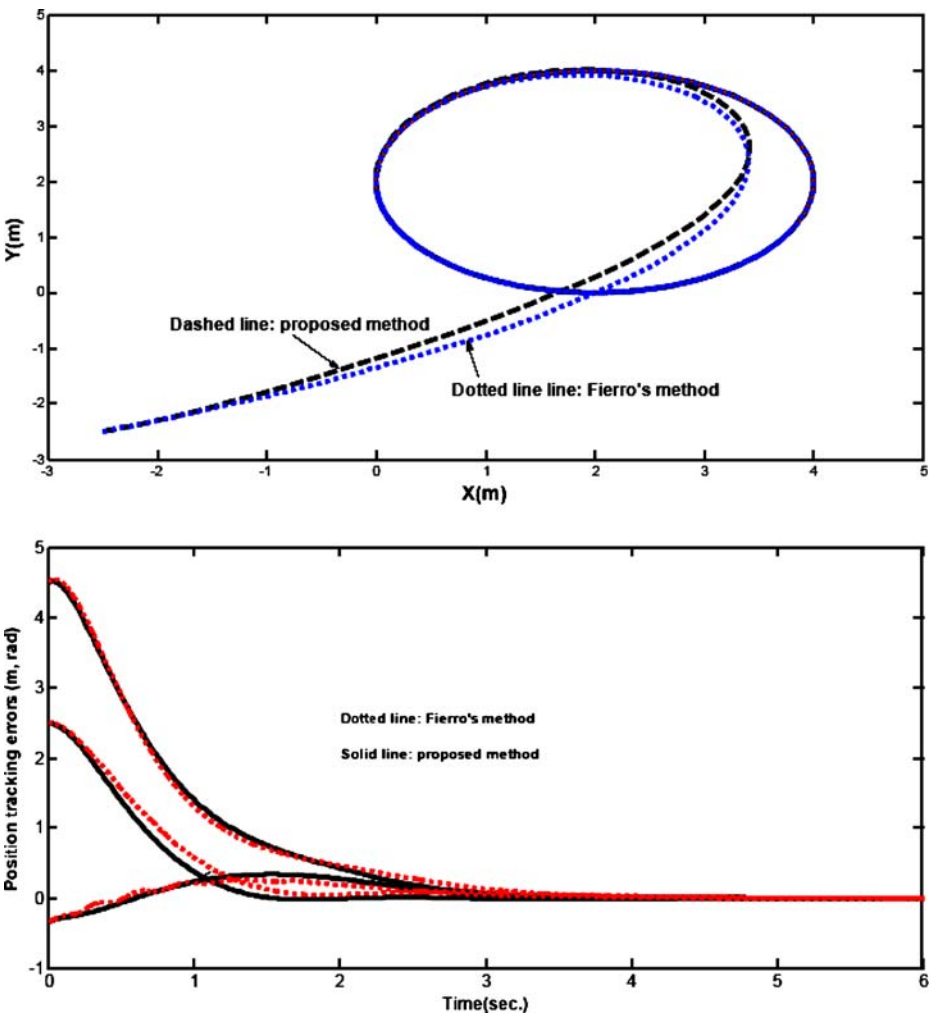 5
4
3
2
1
0
-1
-2
-3
Y(m)
Dashed line: proposed method
Dotted line line: Fierro's method
-3 -2 -1 0 1 2 3 4 5
X(m)
5
4
3
2
1
0
-1
Position tracking errors (m, rad)
Dotted line: Fierro's method
Solid line: proposed method
0 1 2 3 4 5 6
Time(sec.)